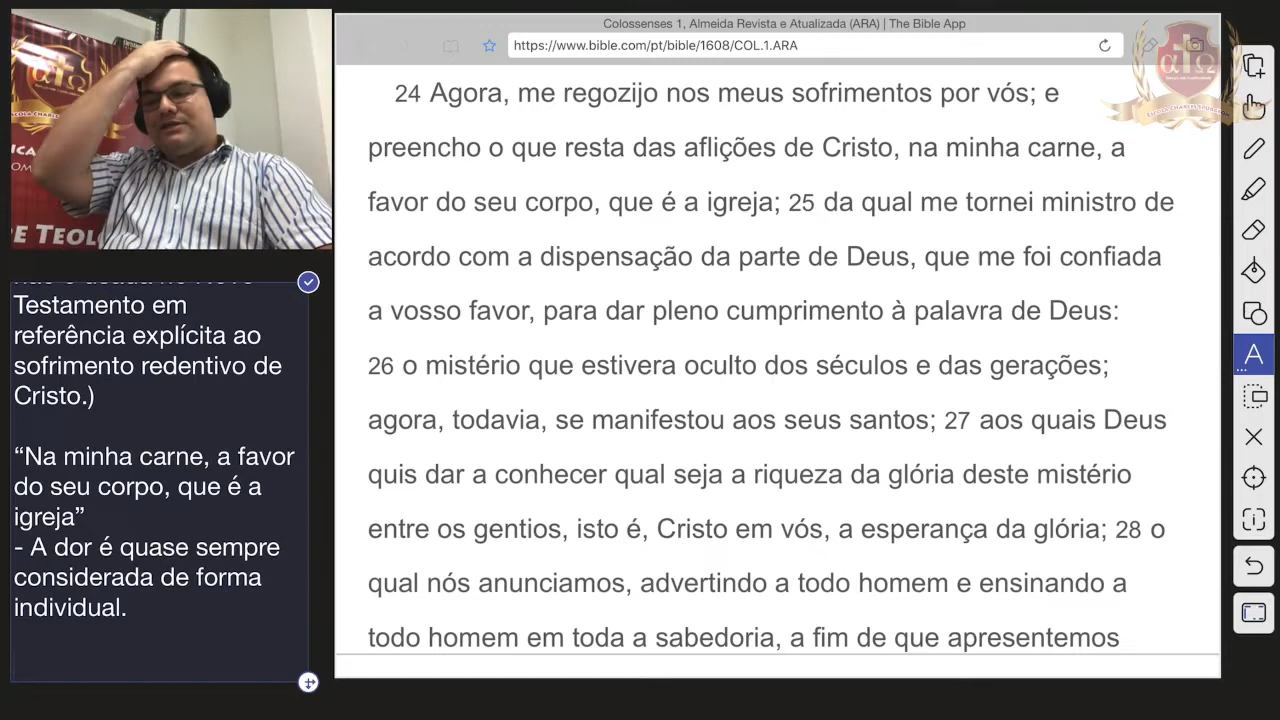 Colossenses 1, Almeida Revista e Atualizada (ARA) | The Bible App
https://www.bible.com/pt/bible/1608/COL.1.ARA
24 Agora, me regozijo nos meus sofrimentos por vós; e
preencho o que resta das aflições de Cristo, na minha carne, a
favor do seu corpo, que é a igreja; 25 da qual me tornei ministro de
acordo com a dispensação da parte de Deus, que me foi confiada
a vosso favor, para dar pleno cumprimento à palavra de Deus:
26 o mistério que estivera oculto dos séculos e das gerações;
agora, todavia, se manifestou aos seus santos; 27 aos quais Deus
quis dar a conhecer qual seja a riqueza da glória deste mistério
entre os gentios, isto é, Cristo em vós, a esperança da glória; 28 o
qual nós anunciamos, advertindo a todo homem e ensinando a
todo homem em toda a sabedoria, a fim de que apresentemos
E TEOL
Testamento em
referência explícita ao
sofrimento redentivo de
Cristo.)
“Na minha carne, a favor
do seu corpo, que é a
igreja”
- A dor é quase sempre
considerada de forma
individual.
α Ω
ESCOLA CHARLES SPURGEON
A